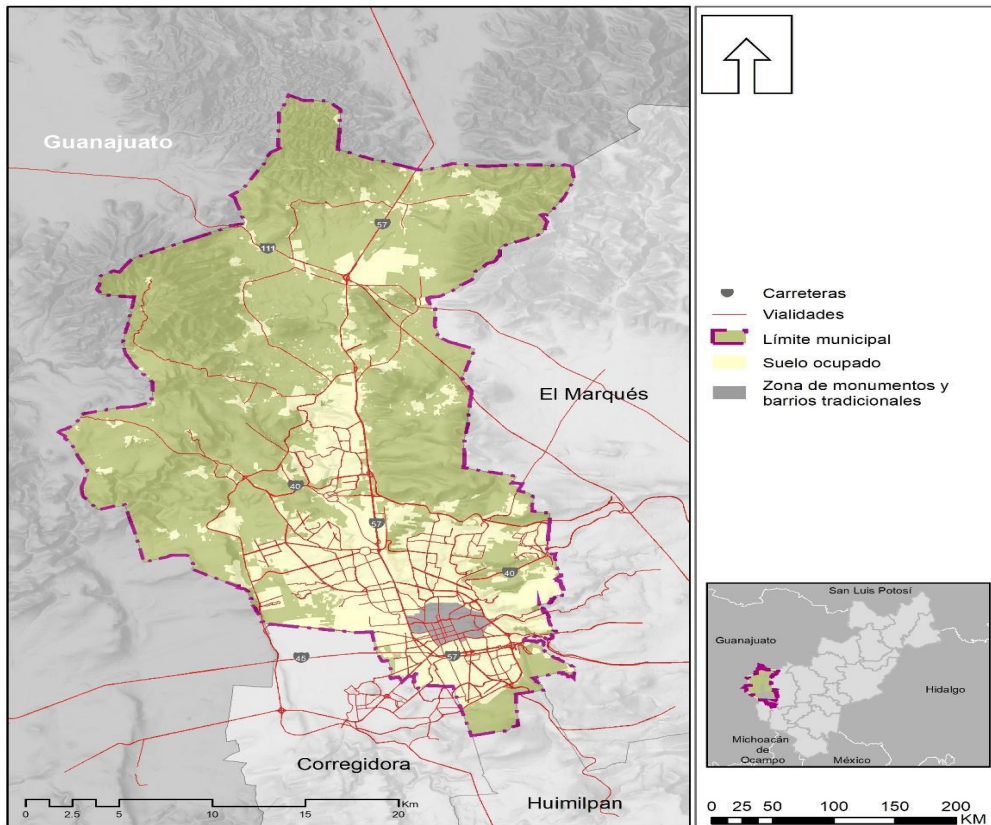 Guanajuato
57
111
El Marqués
40
57
40
45
57
Corregidora
Huimilpan
0 2.5 5 10 15 20
Km
Carreteras
Vialidades
Límite municipal
Suelo ocupado
Zona de monumentos y
barrios tradicionales
San Luis Potosí
Guanajuato
Hidalgo
Michoacán
de
Ocampo
México
0 25 50 100 150 200
KM